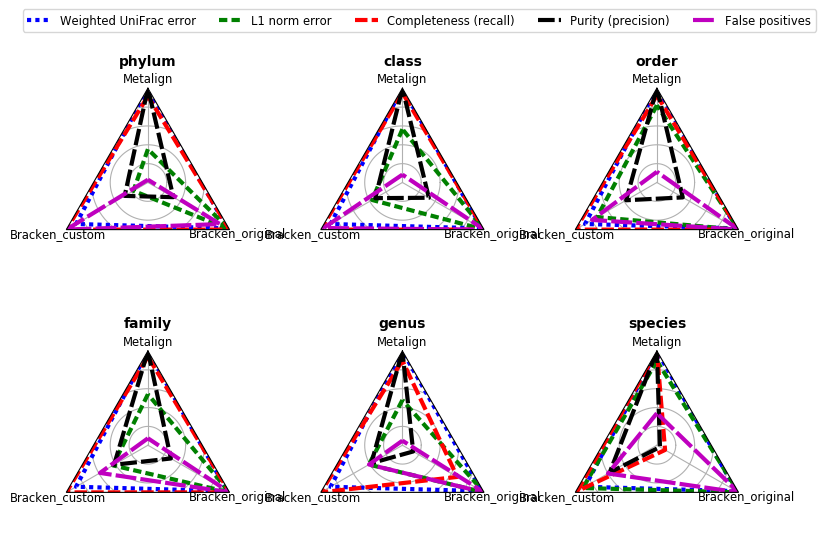 Weighted UniFrac error L1 norm error Completeness (recall) Purity (precision) False positives
phylum class order
Metalign Metalign Metalign
Bracken_custom Bracken_original Bracken_custom Bracken_original Bracken_custom Bracken_original
family genus species
Metalign Metalign Metalign
Bracken_custom Bracken_original Bracken_custom Bracken_original Bracken_custom Bracken_original